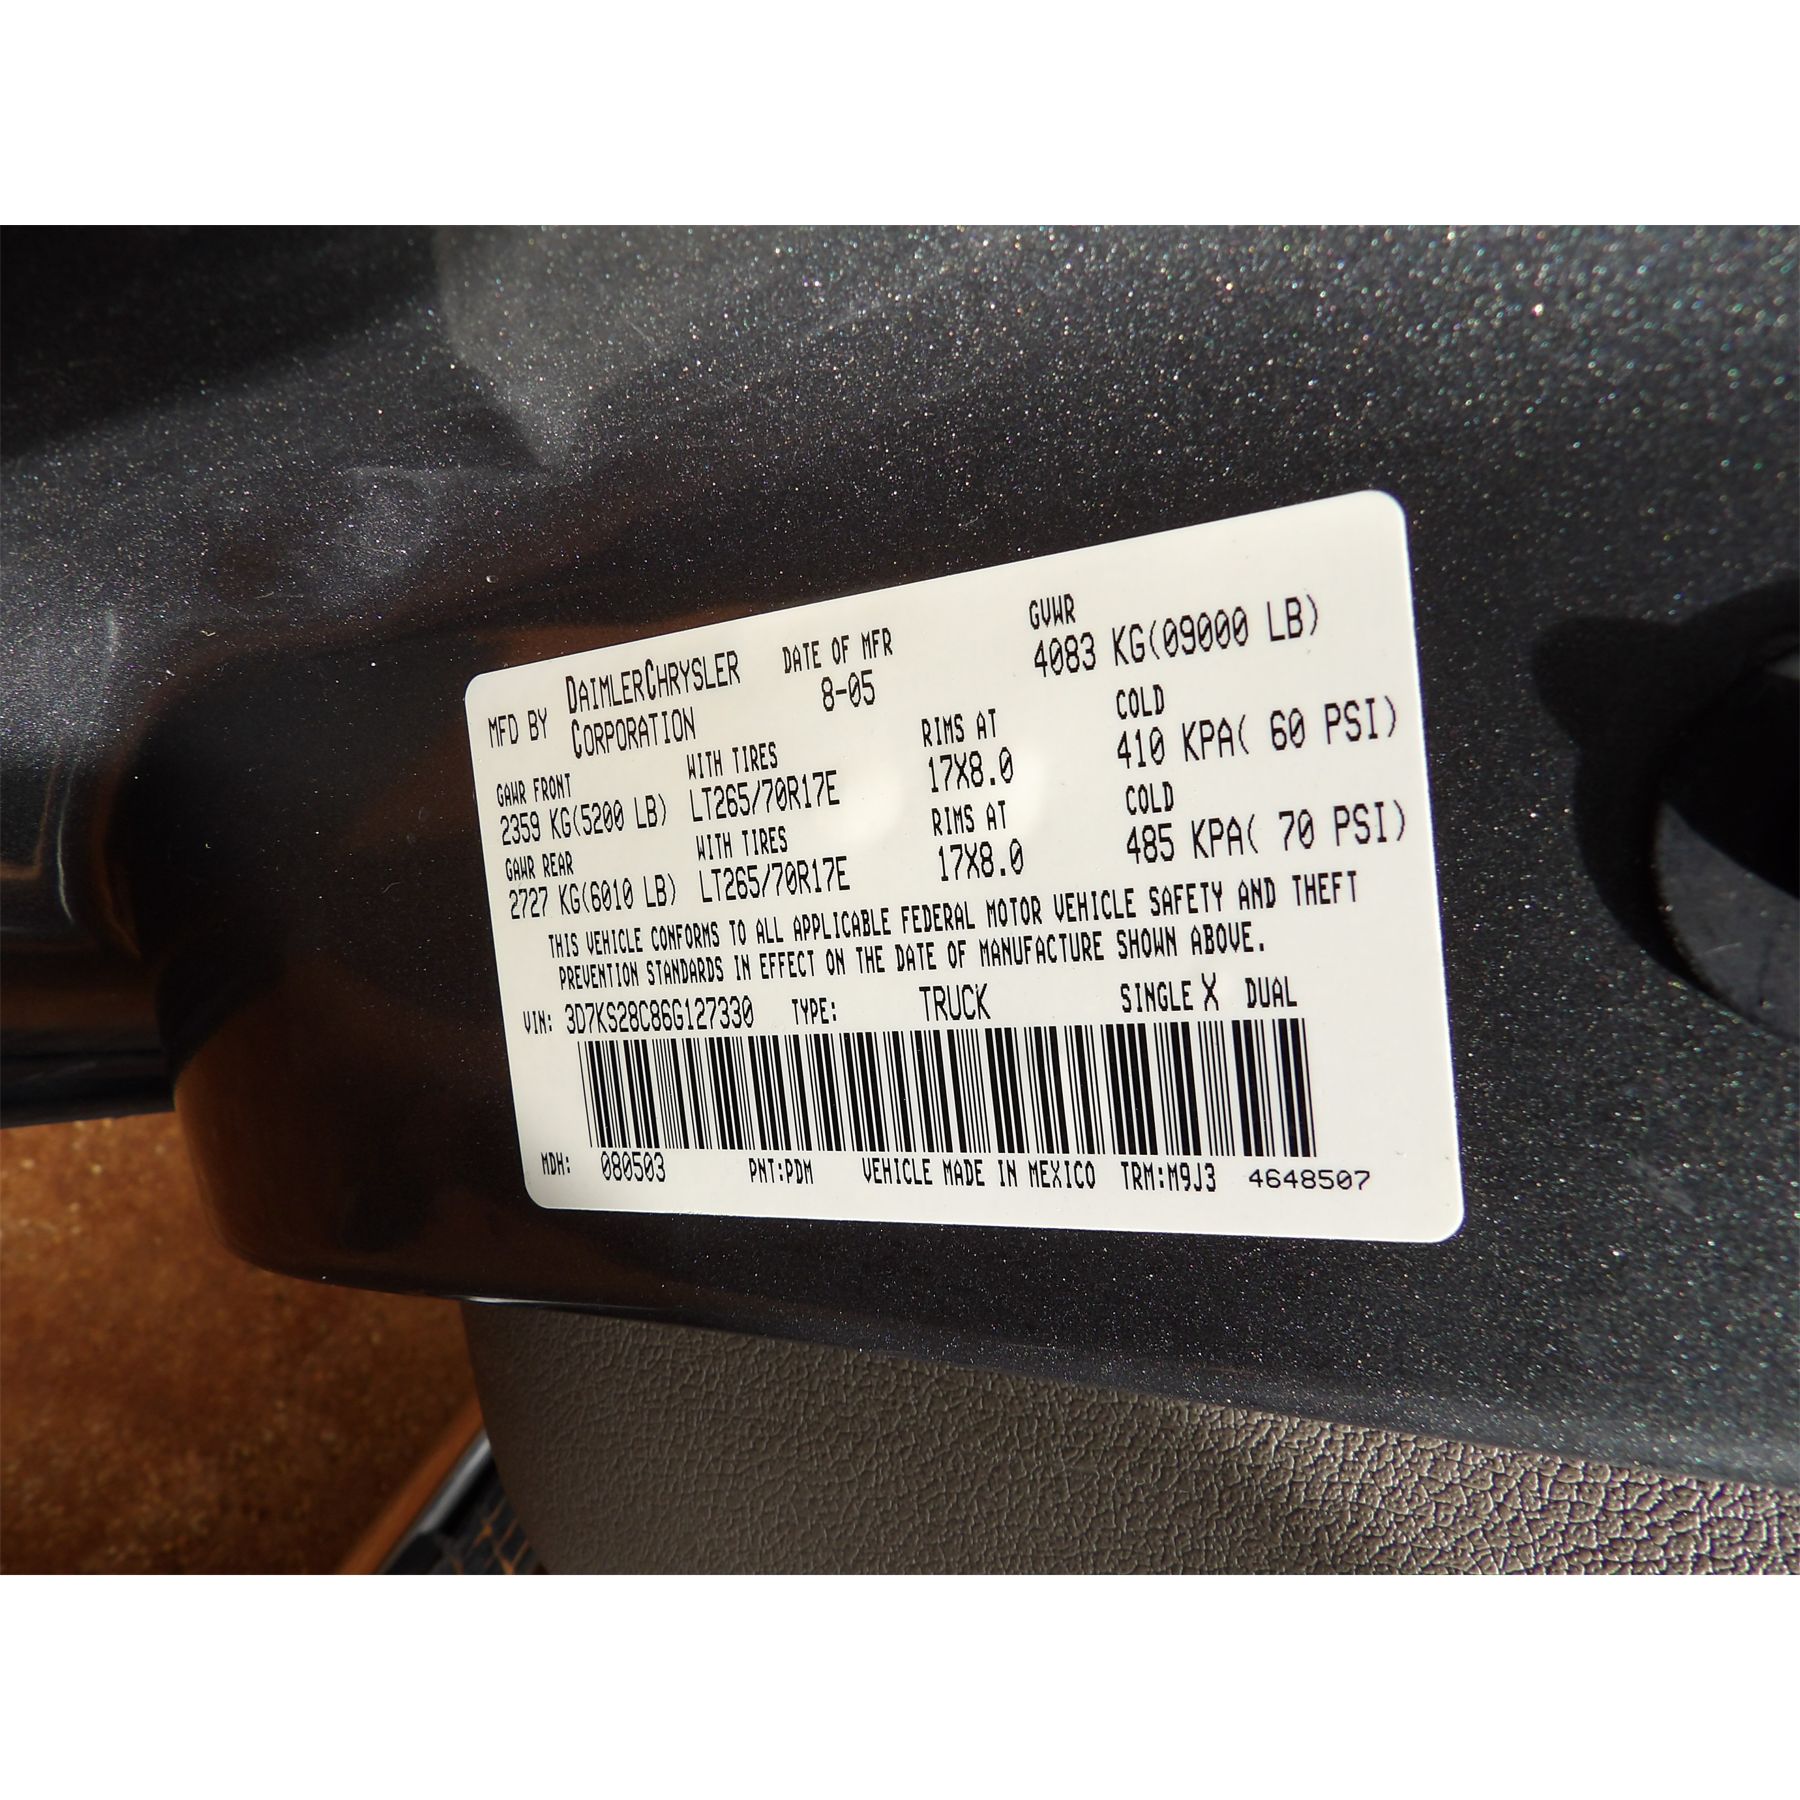 MFD BY DAIMLERCHRYSLER CORPORATION
DATE OF MFR
8-05
GVWR
4083 KG(09000 LB)
GAWR FRONT WITH TIRES RIMS AT COLD
2359 KG(5200 LB) LT265/70R17E 17X8.0 410 KPA( 60 PSI)
GAWR REAR WITH TIRES RIMS AT COLD
2727 KG(6010 LB) LT265/70R17E 17X8.0 485 KPA( 70 PSI)
THIS VEHICLE CONFORMS TO ALL APPLICABLE FEDERAL MOTOR VEHICLE SAFETY AND THEFT
PREVENTION STANDARDS IN EFFECT ON THE DATE OF MANUFACTURE SHOWN ABOVE.
VIN: 3D7KS28C86G127330 TYPE: TRUCK SINGLE X DUAL
MDH: 080503 PNT:PDM VEHICLE MADE IN MEXICO TRM:M9J3 4648507